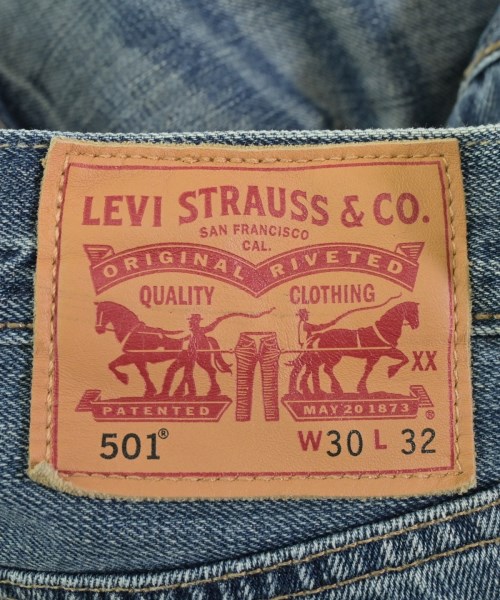 LEVI STRAUSS & CO.
SAN FRANCISCO
CAL.
ORIGINAL RIVETED
QUALITY CLOTHING
XX
PATENTED MAY 20 1873 ®
501® W30 L 32